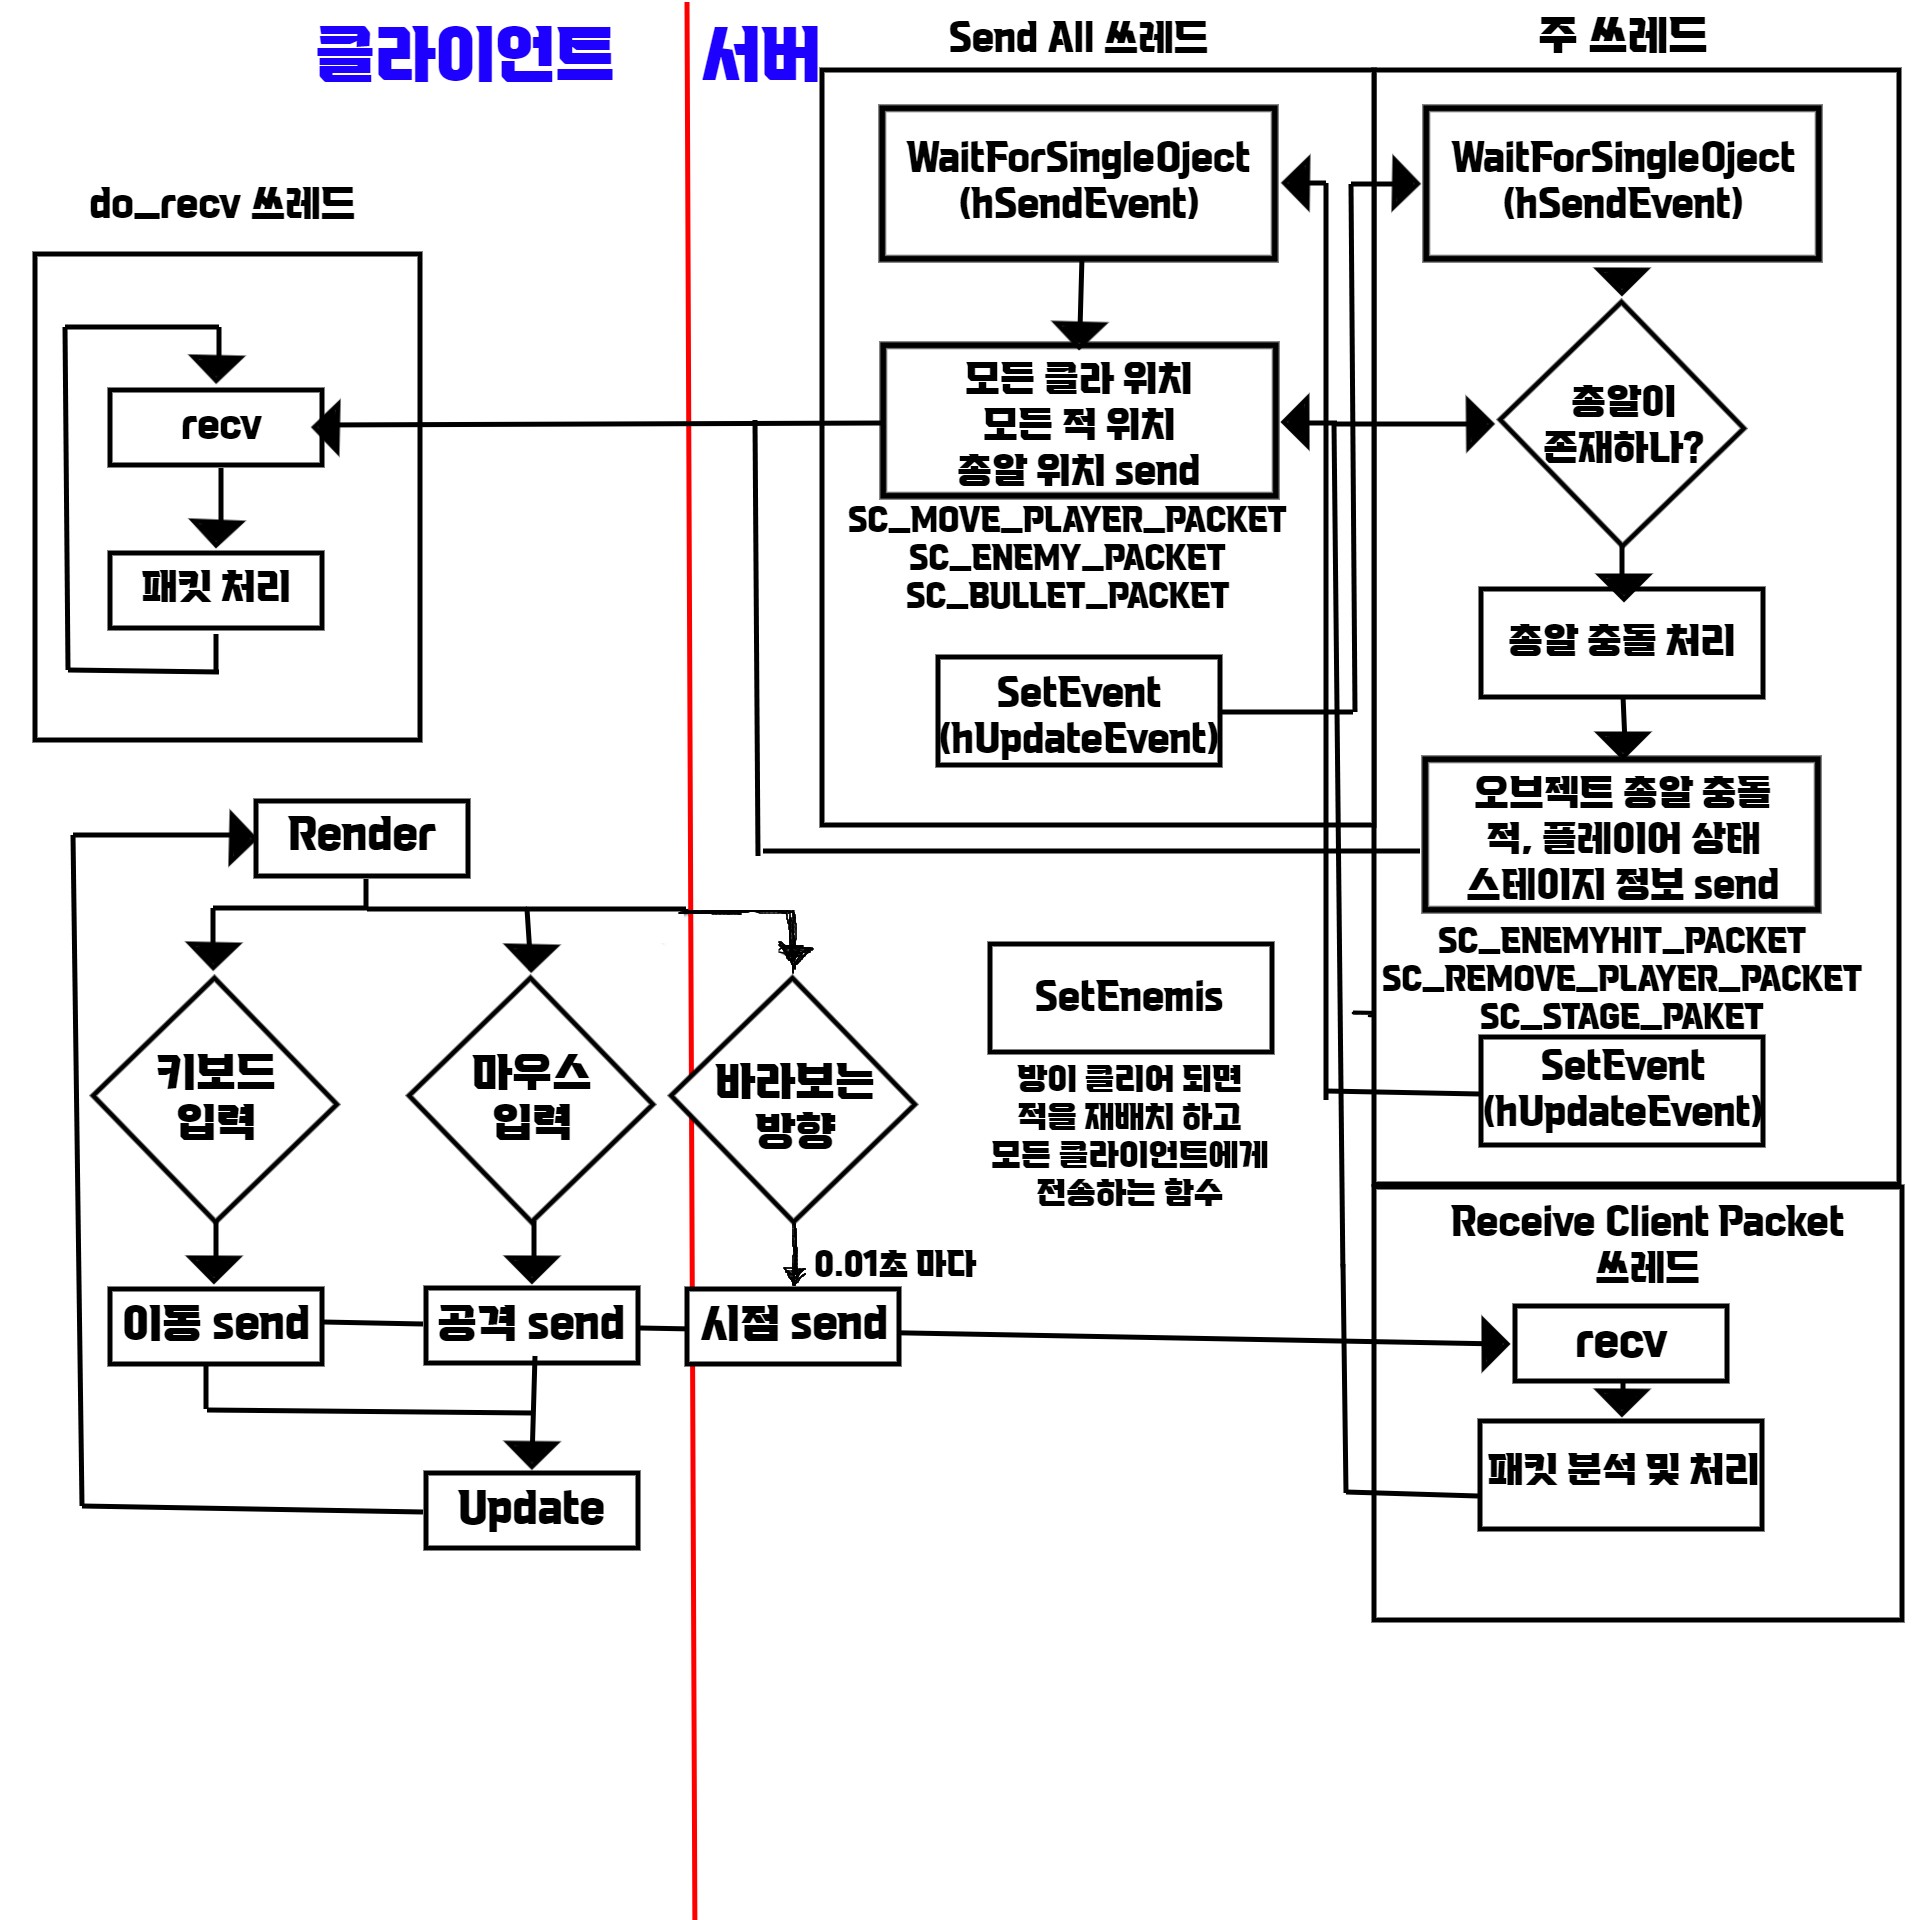 클라이언트
서버
do_recv 쓰레드
recv
패킷 처리
Render
키보드
입력
마우스
입력
바라보는
방향
이동 send
공격 send
시점 send
0.01초 마다
Update
Send All 쓰레드
WaitForSingleOject
(hSendEvent)
모든 클라 위치
모든 적 위치
총알 위치 send
SC_MOVE_PLAYER_PACKET
SC_ENEMY_PACKET
SC_BULLET_PACKET
SetEvent
(hUpdateEvent)
SetEnemis
방이 클리어 되면
적을 재배치 하고
모든 클라이언트에게
전송하는 함수
주 쓰레드
WaitForSingleOject
(hSendEvent)
총알이
존재하나?
총알 충돌 처리
오브젝트 총알 충돌
적, 플레이어 상태
스테이지 정보 send
SC_ENEMYHIT_PACKET
SC_REMOVE_PLAYER_PACKET
SC_STAGE_PAKET
SetEvent
(hUpdateEvent)
Receive Client Packet
쓰레드
recv
패킷 분석 및 처리